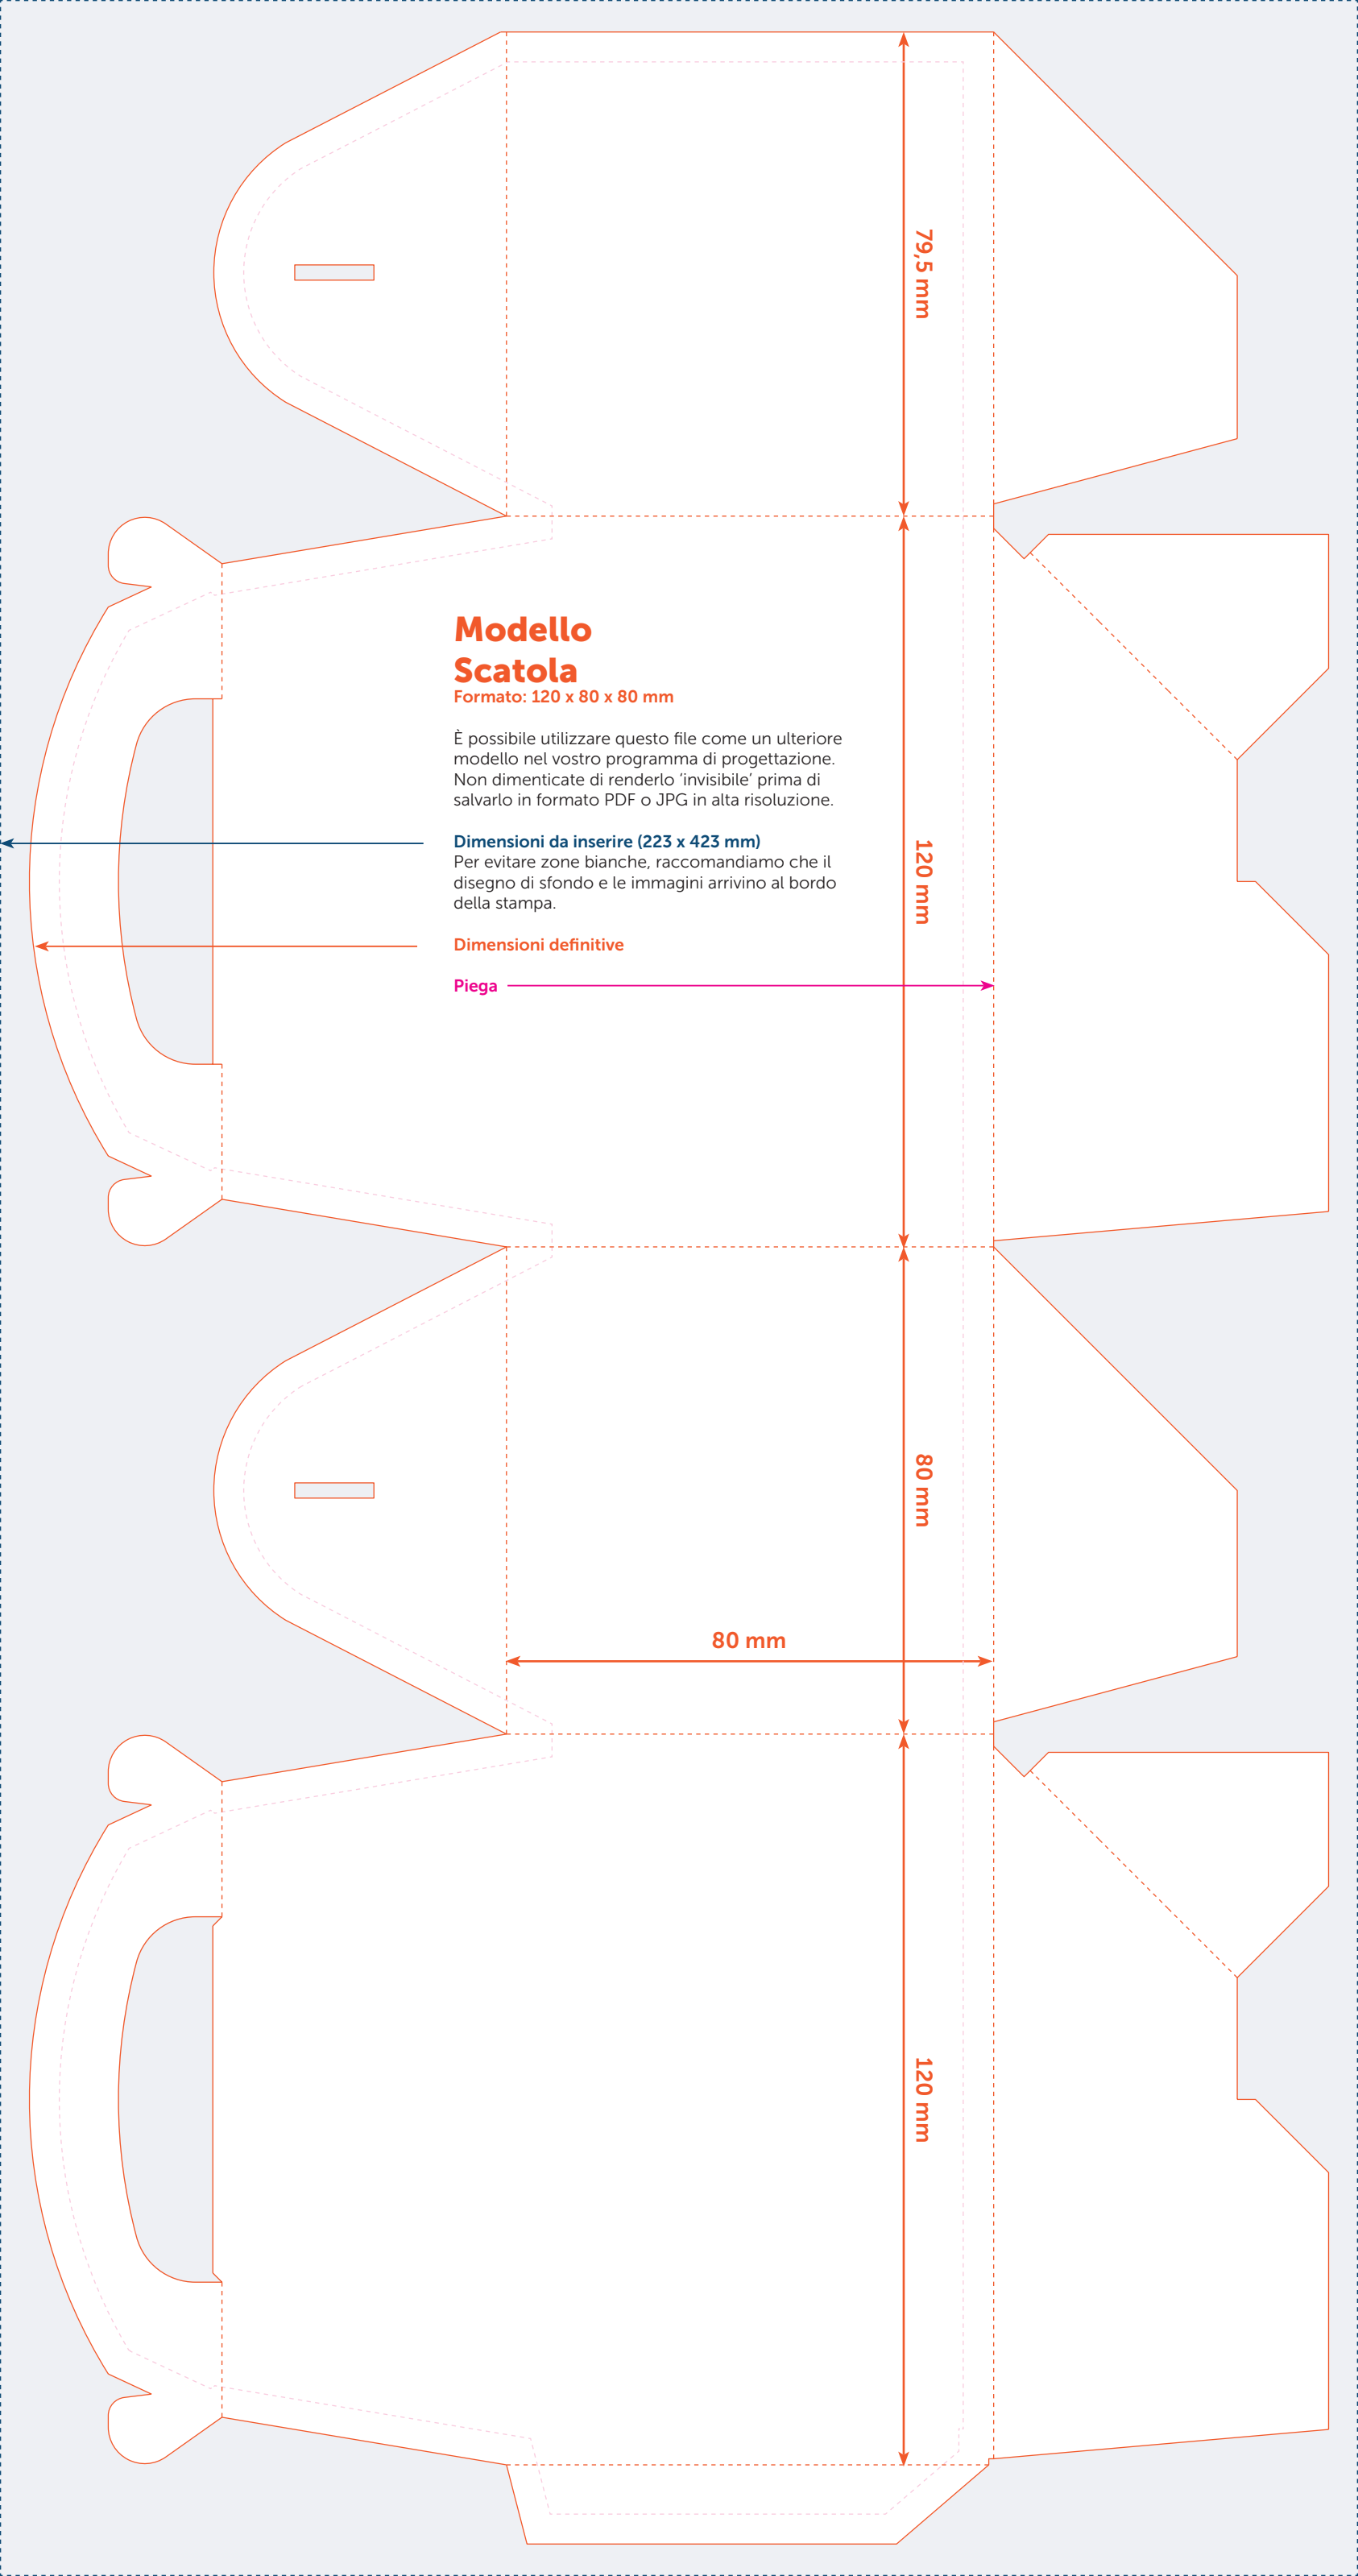 79,5 mm
Modello
Scatola
Formato: 120 x 80 x 80 mm
È possibile utilizzare questo file come un ulteriore
modello nel vostro programma di progettazione.
Non dimenticate di renderlo ‘invisibile’ prima di
salvarlo in formato PDF o JPG in alta risoluzione.
Dimensioni da inserire (223 x 423 mm)
Per evitare zone bianche, raccomandiamo che il
disegno di sfondo e le immagini arrivino al bordo
della stampa.
Dimensioni definitive
Piega
120 mm
80 mm
80 mm
120 mm